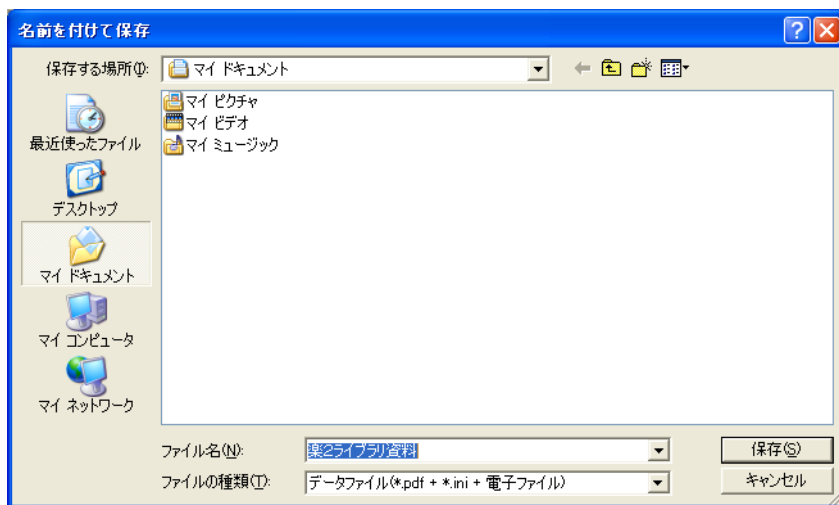 名前を付けて保存
保存する場所(I):
マイ ドキュメント
最近使ったファイル
デスクトップ
マイ ドキュメント
マイ コンピュータ
マイ ネットワーク
マイ ピクチャ
マイ ビデオ
マイ ミュージック
ファイル名(N):
楽2ライブラリ資料
保存(S)
ファイルの種類(T):
データファイル(*.pdf + *.ini + 電子ファイル)
キャンセル